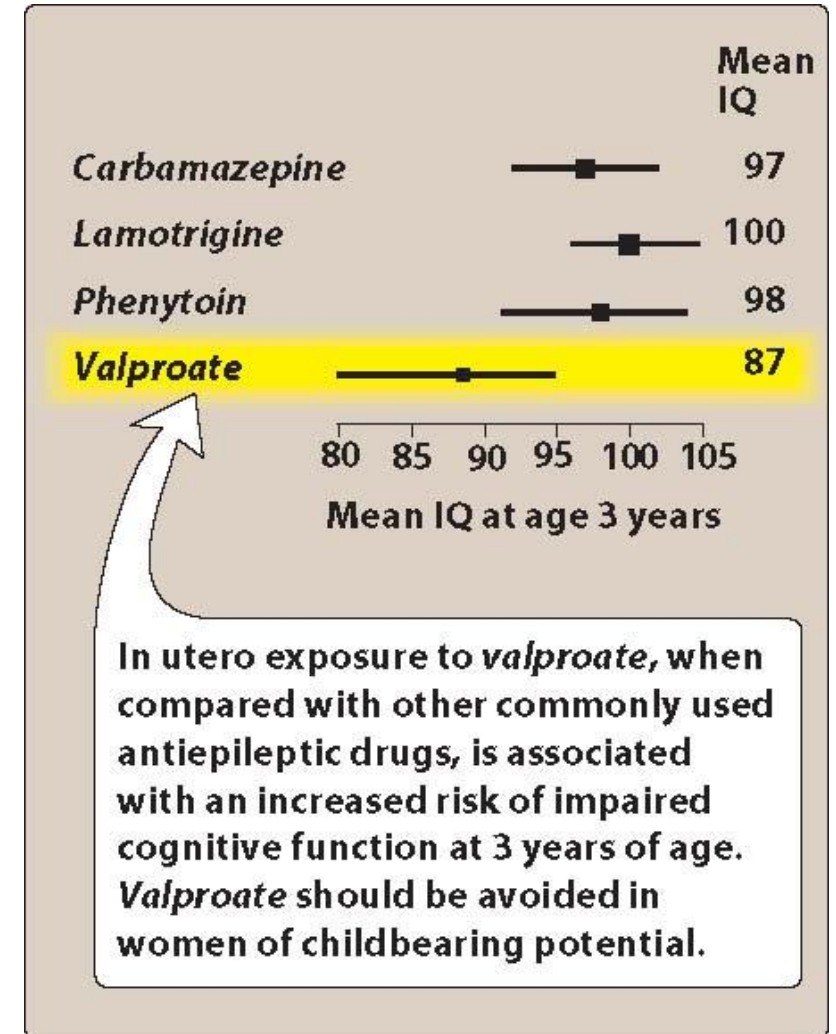 Mean
IQ
Carbamazepine 97
Lamotrigine 100
Phenytoin 98
Valproate 87
80 85 90 95 100 105
Mean IQ at age 3 years
In utero exposure to valproate, when
compared with other commonly used
antiepileptic drugs, is associated
with an increased risk of impaired
cognitive function at 3 years of age.
Valproate should be avoided in
women of childbearing potential.